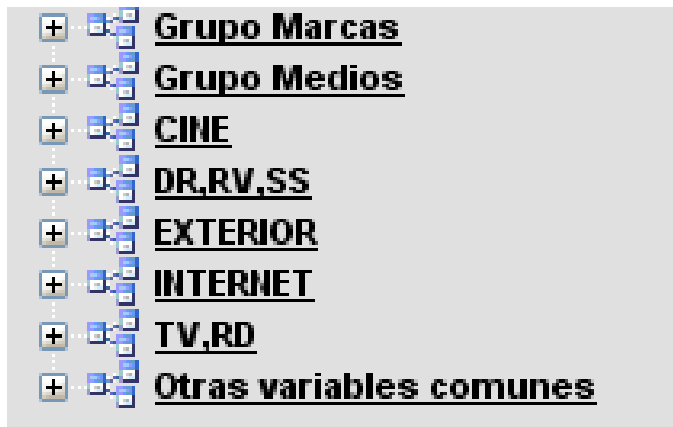 Grupo Marcas
Grupo Medios
CINE
DR,RV,SS
EXTERIOR
INTERNET
TV,RD
Otras variables comunes